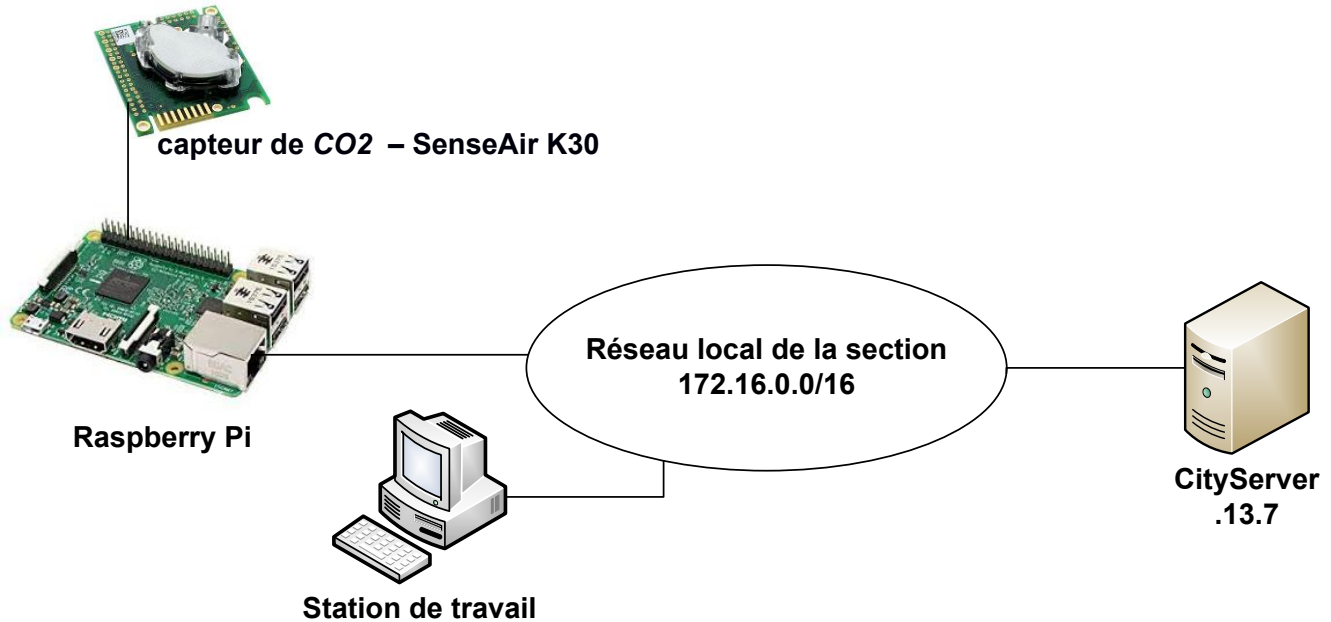 capteur de CO2 – SenseAir K30
Réseau local de la section
172.16.0.0/16
Raspberry Pi
CityServer
.13.7
Station de travail